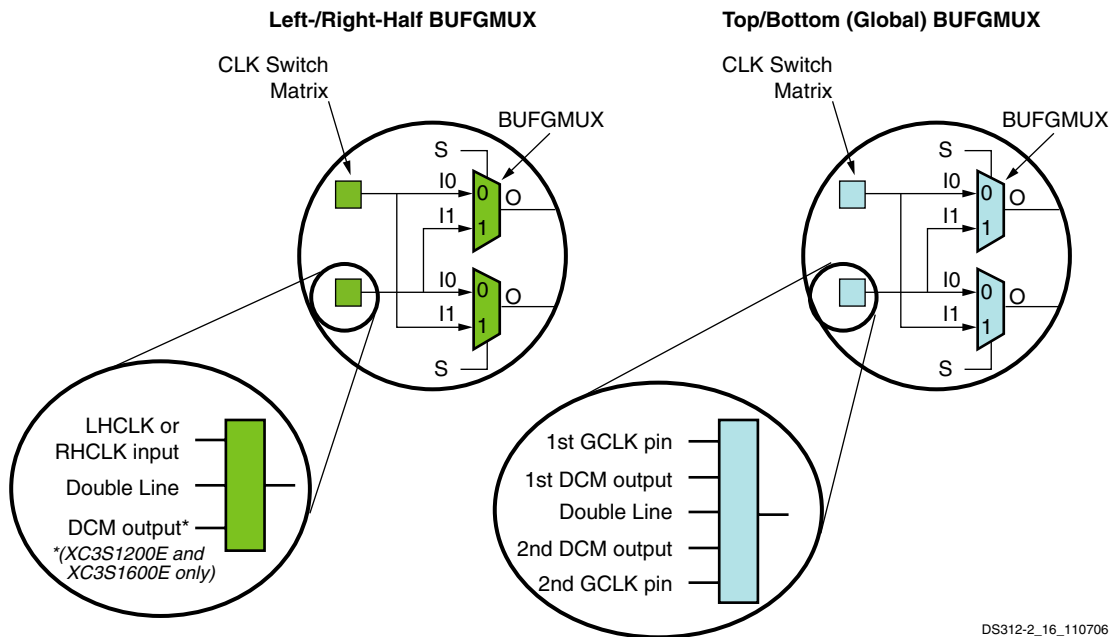 Left-/Right-Half BUFGMUX
CLK Switch
Matrix
BUFGMUX
S
I0
0
O
I1
1
I0
0
O
I1
1
S
LHCLK or
RHCLK input
Double Line
DCM output*
*(XC3S1200E and
XC3S1600E only)
Top/Bottom (Global) BUFGMUX
CLK Switch
Matrix
BUFGMUX
S
I0
0
O
I1
1
I0
0
O
I1
1
S
1st GCLK pin
1st DCM output
Double Line
2nd DCM output
2nd GCLK pin
DS312-2_16_110706